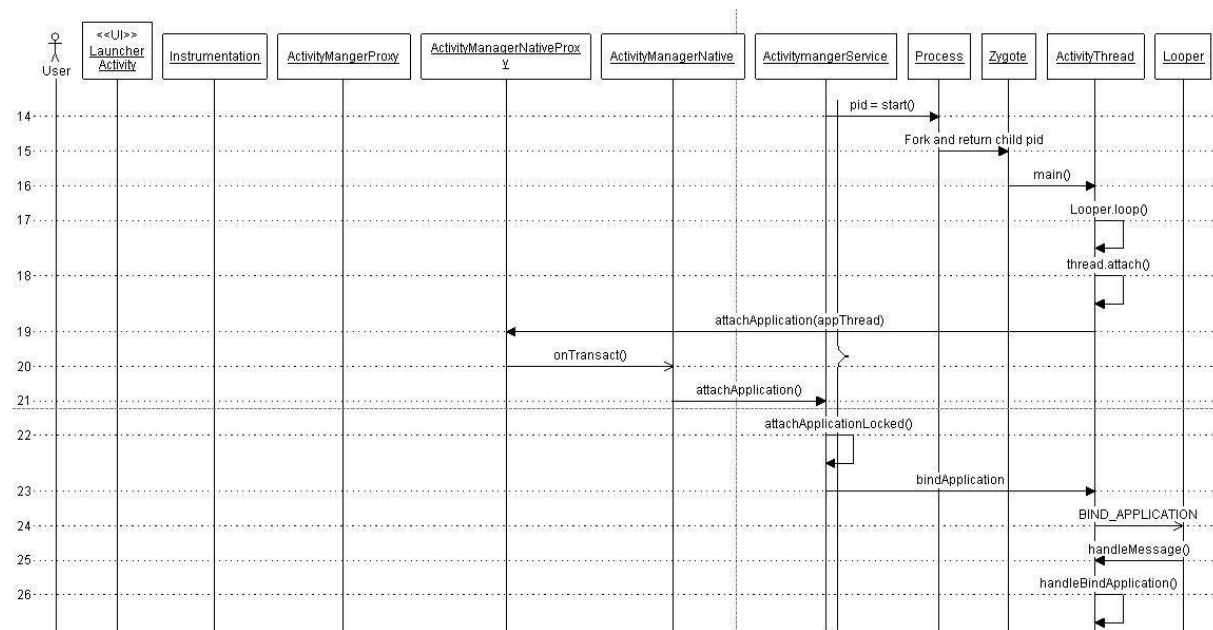 <<UI>>
Launcher
Activity
User
Instrumentation
ActivityMangerProxy
ActivityManagerNativeProx
y
ActivityManagerNative
ActivitymangerService
Process
Zygote
ActivityThread
Looper
14
pid = start()
15
Fork and return child pid
16
main()
17
Looper.loop()
18
thread.attach()
19
attachApplication(appThread)
20
onTransact()
21
attachApplication()
22
attachApplicationLocked()
23
bindApplication
24
BIND_APPLICATION
25
handleMessage()
26
handleBindApplication()